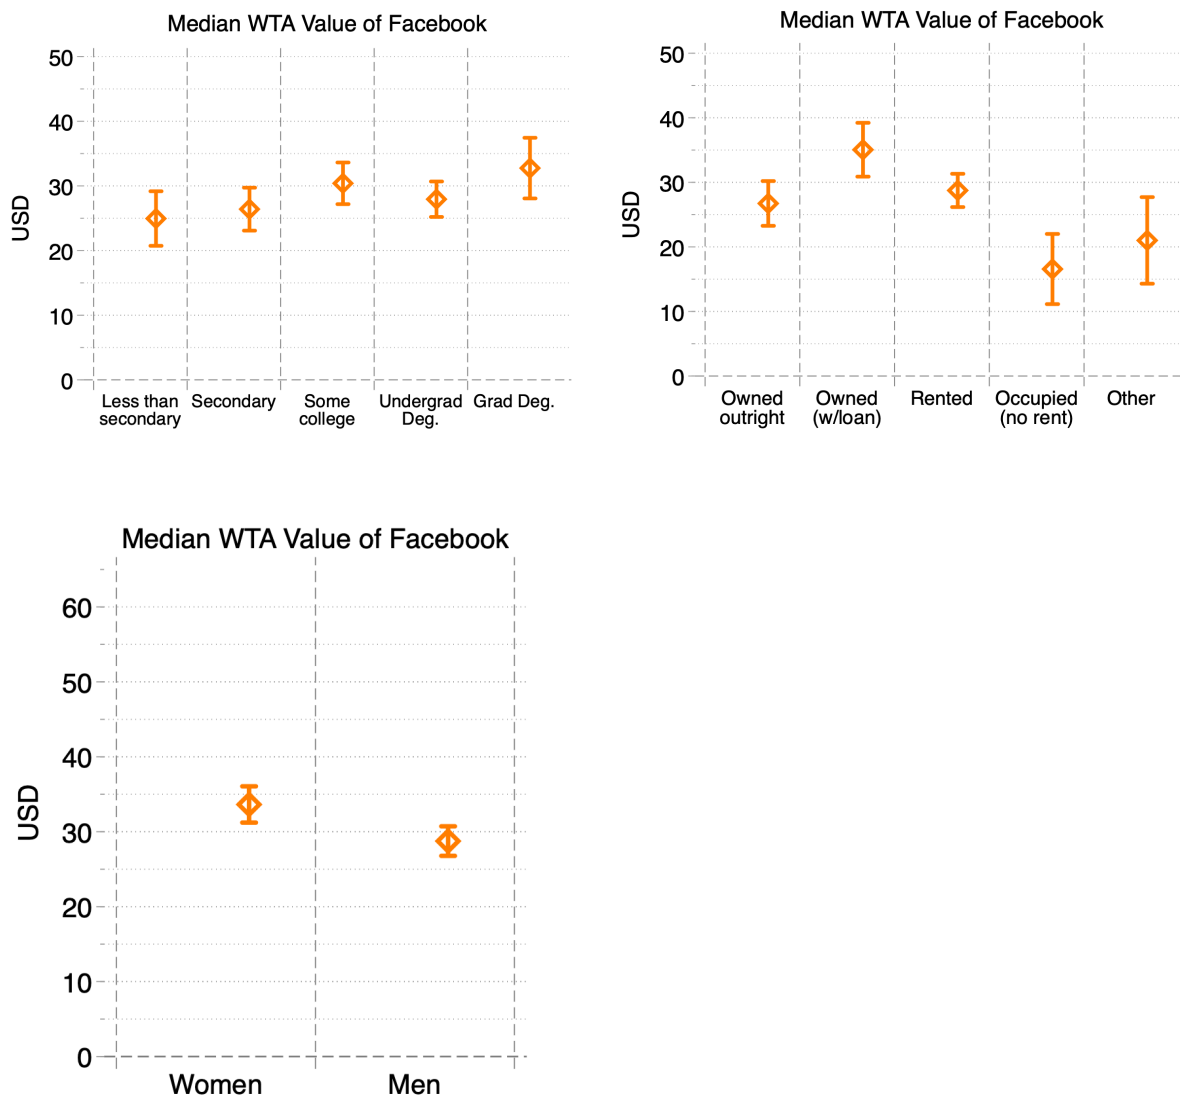 Median WTA Value of Facebook
50
40
30
20
10
0
USD
Less than
secondary
Secondary
Some
college
Undergrad
Deg.
Grad Deg.
Median WTA Value of Facebook
50
40
30
20
10
0
USD
Owned
outright
Owned
(w/loan)
Rented
Occupied
(no rent)
Other
Median WTA Value of Facebook
60
50
40
30
20
10
0
USD
Women
Men